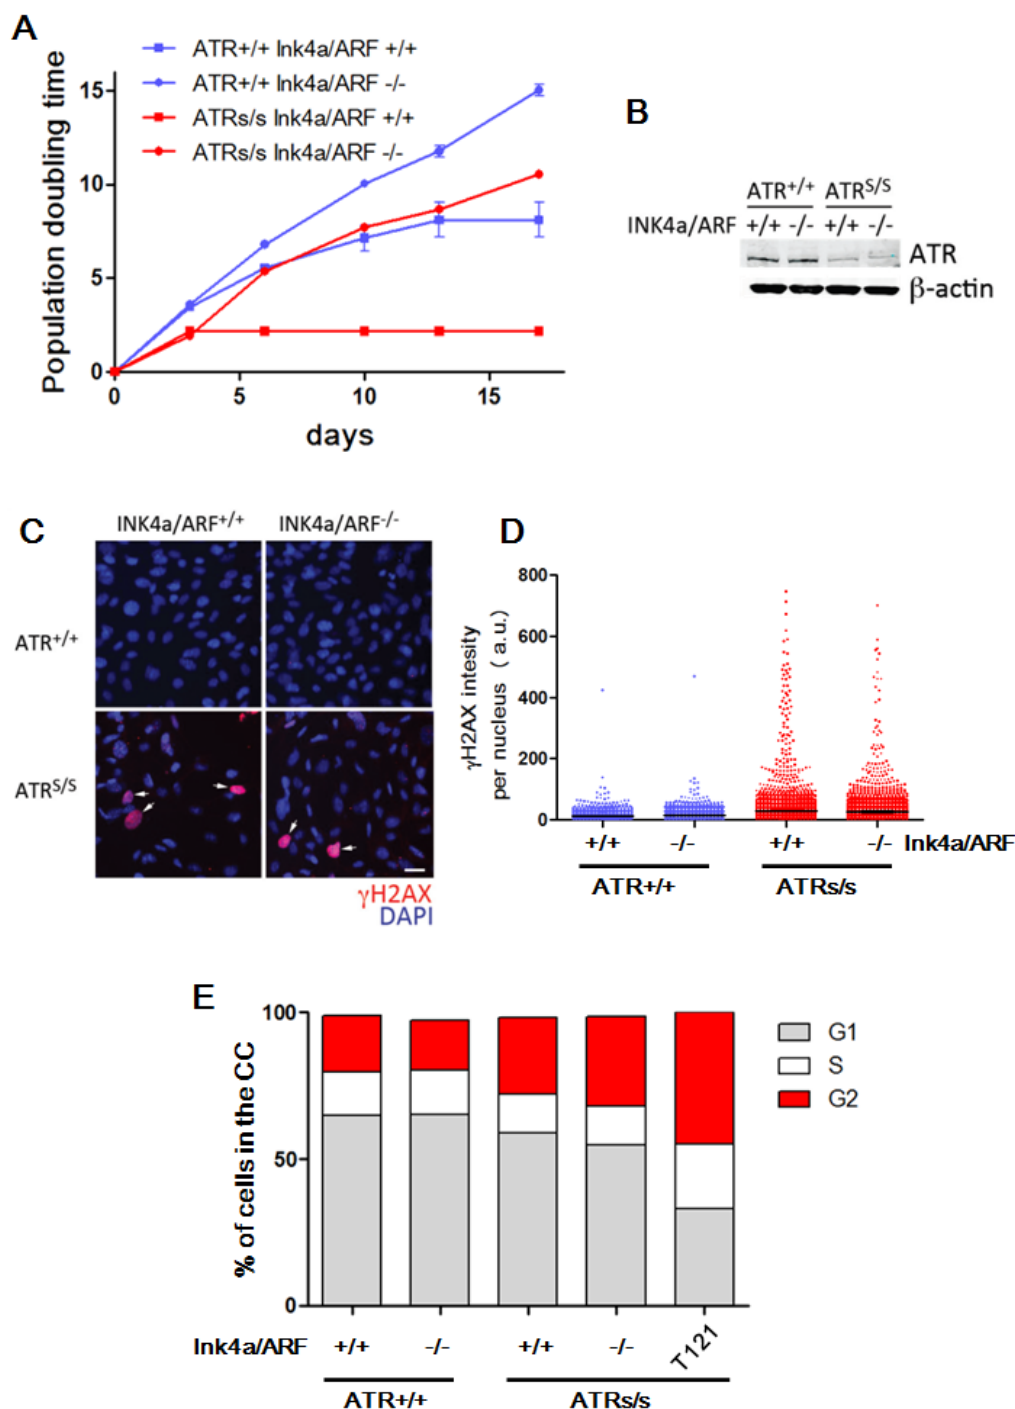 A
ATR+/+ Ink4a/ARF +/+
ATR+/+ Ink4a/ARF -/-
ATRs/s Ink4a/ARF +/+
ATRs/s Ink4a/ARF -/-
Population doubling time
15
10
5
0
0 5 10 15
days
B
ATR+/+ ATRS/S
INK4a/ARF +/+ -/- +/+ -/-
ATR
β-actin
C
INK4a/ARF+/+ INK4a/ARF-/-
ATR+/+
ATRS/S
γH2AX
DAPI
D
γH2AX intesity
per nucleus ( a.u.)
800
600
400
200
0
+/+ -/- +/+ -/- Ink4a/ARF
ATR+/+ ATRs/s
E
% of cells in the CC
100
50
0
G1
S
G2
Ink4a/ARF +/+ -/- +/+ -/- T121
ATR+/+ ATRs/s